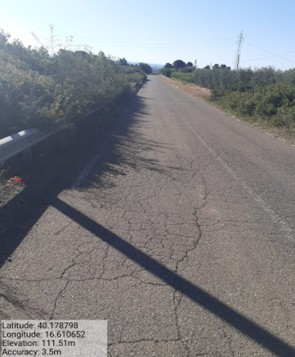 Latitude: 40.178798
Longitude: 16.610652
Elevation: 111.51m
Accuracy: 3.5m